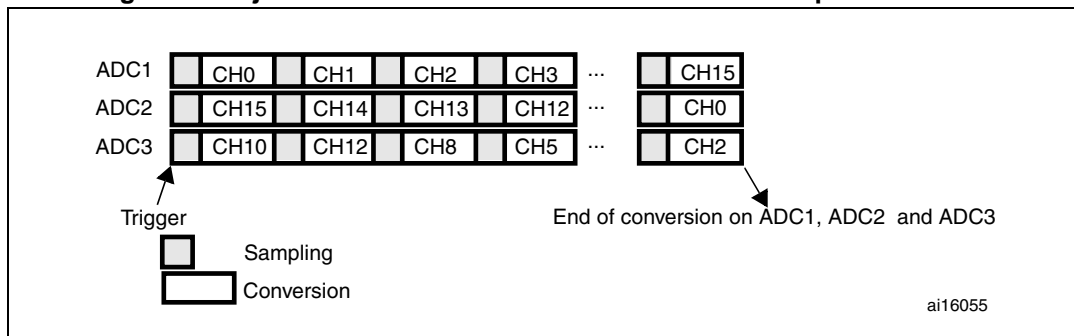 ADC1 CH0 CH1 CH2 CH3 ... CH15
ADC2 CH15 CH14 CH13 CH12 ... CH0
ADC3 CH10 CH12 CH8 CH5 ... CH2
Trigger
End of conversion on ADC1, ADC2 and ADC3
Sampling
Conversion
ai16055